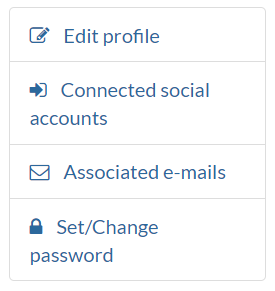 Edit profile
Connected social
accounts
Associated e-mails
Set/Change
password